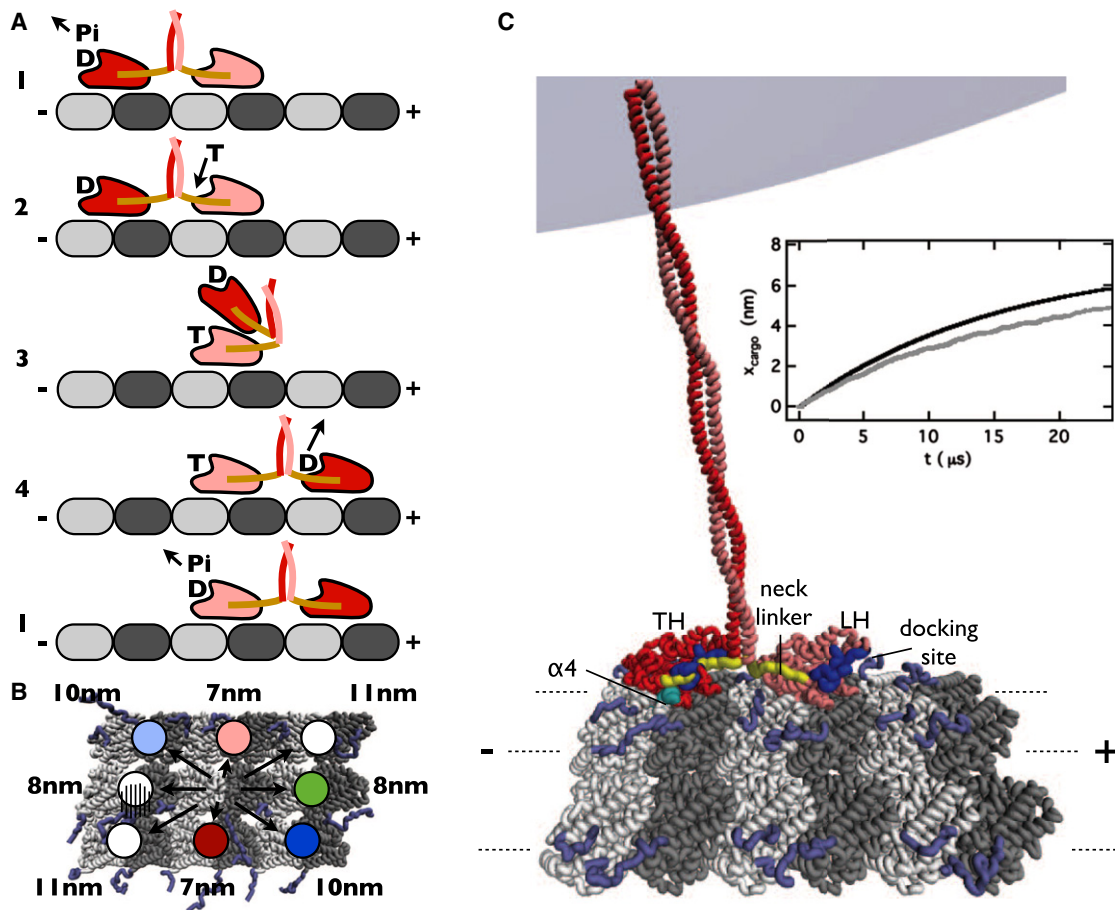 A
Pi
D
1
- +
T
D
2
- +
D
T
3
- +
T D
4
- +
Pi
D
1
- +
B
10nm 7nm 11nm
8nm 8nm
11nm 7nm 10nm
C
8
6
4
2
0
x cargo (nm)
0 5 10 15 20
t (μs)
TH
neck
linker
LH
docking
site
α4
- +